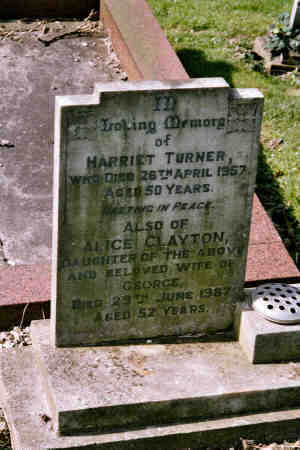 In
Loving Memory
of
HARRIET TURNER,
WHO DIED 26TH APRIL 1957,
AGED 50 YEARS.
RESTING IN PEACE.
ALSO OF
ALICE CLAYTON,
DAUGHTER OF THE ABOVE
AND BELOVED WIFE OF
GEORGE,
DIED 29TH JUNE 1987
AGED 52 YEARS.